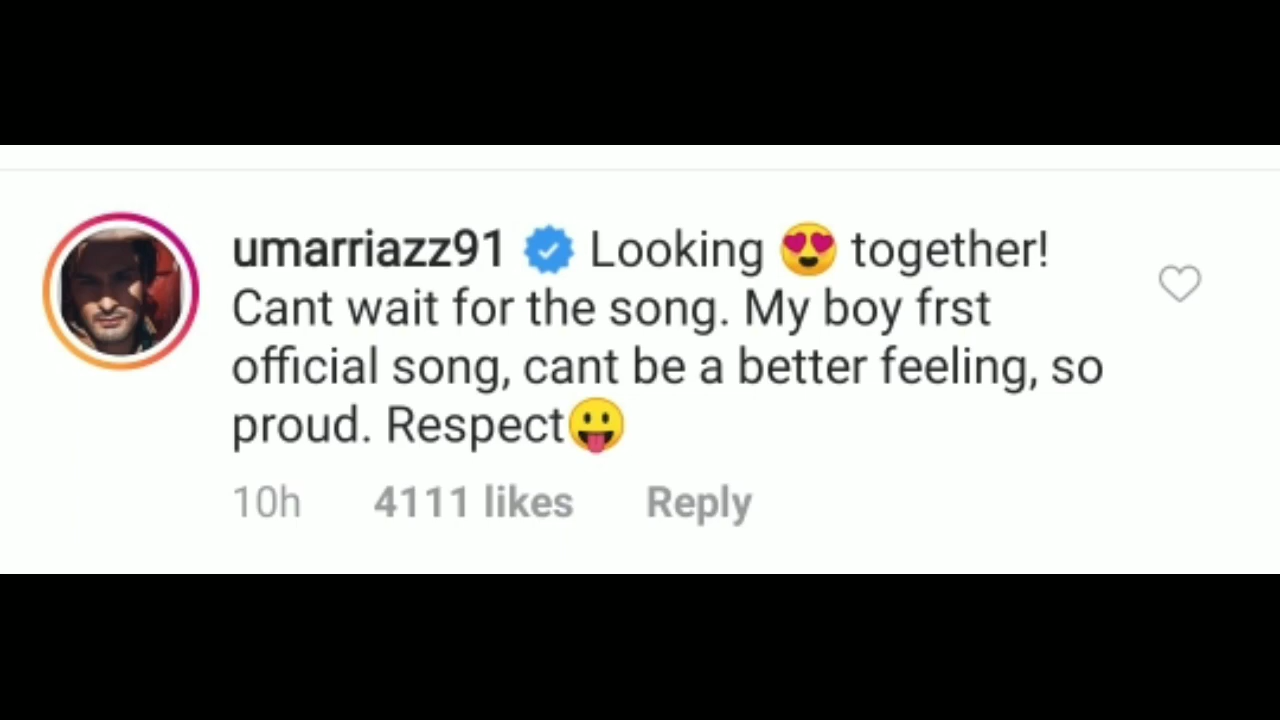 umarriazz91 Looking 😍 together!
Cant wait for the song. My boy frst
official song, cant be a better feeling, so
proud. Respect😛
10h 4111 likes Reply